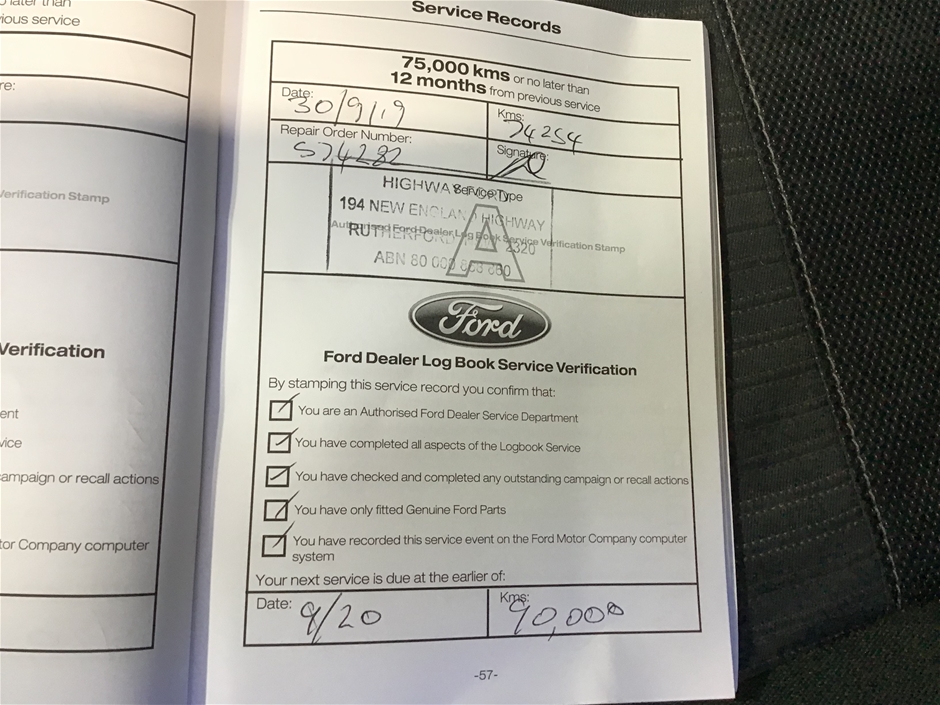 o later than
ious service
re:
Verification Stamp
Verification
ent
vice
ampaign or recall actions
tor Company computer
Service Records
75,000 kms or no later than
12 months from previous service
Date: 30/9/19
Kms: 74254
Repair Order Number: 574282
Signature:
Service Type
A
HIGHWA
194 NEW ENGLAND HIGHWAY
RUTHERFORD 2320
ABN 80 000
Authorised Ford Dealer Log Book Service Verification Stamp
Ford
Ford Dealer Log Book Service Verification
By stamping this service record you confirm that:
You are an Authorised Ford Dealer Service Department
You have completed all aspects of the Logbook Service
You have checked and completed any outstanding campaign or recall actions
You have only fitted Genuine Ford Parts
You have recorded this service event on the Ford Motor Company computer
system
Your next service is due at the earlier of:
Date: 9/20
Kms: 90,000
-57-